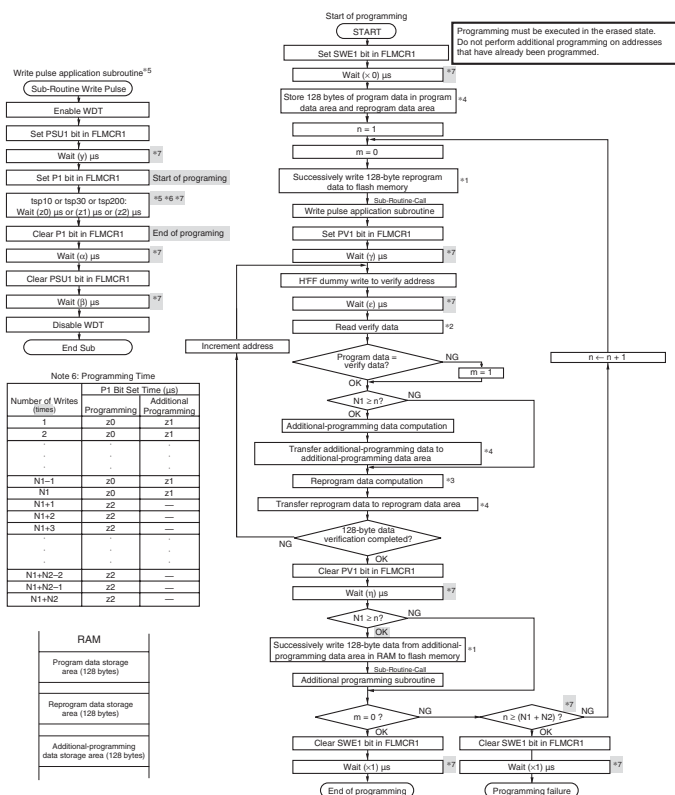 Start of programming
START
Programming must be executed in the erased state.
Do not perform additional programming on addresses
that have already been programmed.
Set SWE1 bit in FLMCR1
Wait (× 0) μs *7
Store 128 bytes of program data in program
data area and reprogram data area *4
n = 1
m = 0
Successively write 128-byte reprogram
data to flash memory *1
Sub-Routine-Call
Write pulse application subroutine
Set PV1 bit in FLMCR1
Wait (γ) μs *7
H'FF dummy write to verify address
Wait (ε) μs *7
Read verify data *2
Increment address
Program data =
verify data?
NG
m = 1
OK
n ← n + 1
N1 ≥ n?
NG
OK
Additional-programming data computation
Transfer additional-programming data to
additional-programming data area *4
Reprogram data computation *3
Transfer reprogram data to reprogram data area *4
128-byte data
verification completed?
NG
OK
Clear PV1 bit in FLMCR1
Wait (η) μs *7
N1 ≥ n?
NG
OK
Successively write 128-byte data from additional-
programming data area in RAM to flash memory *1
Sub-Routine-Call
Additional programming subroutine
m = 0 ?
NG
n ≥ (N1 + N2) ? *7
NG
OK
OK
Clear SWE1 bit in FLMCR1
Clear SWE1 bit in FLMCR1
Wait (×1) μs *7
Wait (×1) μs *7
End of programming
Programming failure
Write pulse application subroutine*5
Sub-Routine Write Pulse
Enable WDT
Set PSU1 bit in FLMCR1
Wait (y) μs *7
Set P1 bit in FLMCR1 Start of programing
tsp10 or tsp30 or tsp200: *5 *6 *7
Wait (z0) μs or (z1) μs or (z2) μs
Clear P1 bit in FLMCR1 End of programing
Wait (α) μs *7
Clear PSU1 bit in FLMCR1
Wait (β) μs *7
Disable WDT
End Sub
Note 6: Programming Time
P1 Bit Set Time (μs)
Number of Writes
(times)
Programming
Additional
Programming
1 z0 z1
2 z0 z1
. . .
. . .
. . .
N1–1 z0 z1
N1 z0 z1
N1+1 z2 —
N1+2 z2 —
N1+3 z2 —
. . .
. . .
. . .
N1+N2–2 z2 —
N1+N2–1 z2 —
N1+N2 z2 —
RAM
Program data storage
area (128 bytes)
Reprogram data storage
area (128 bytes)
Additional-programming
data storage area (128 bytes)